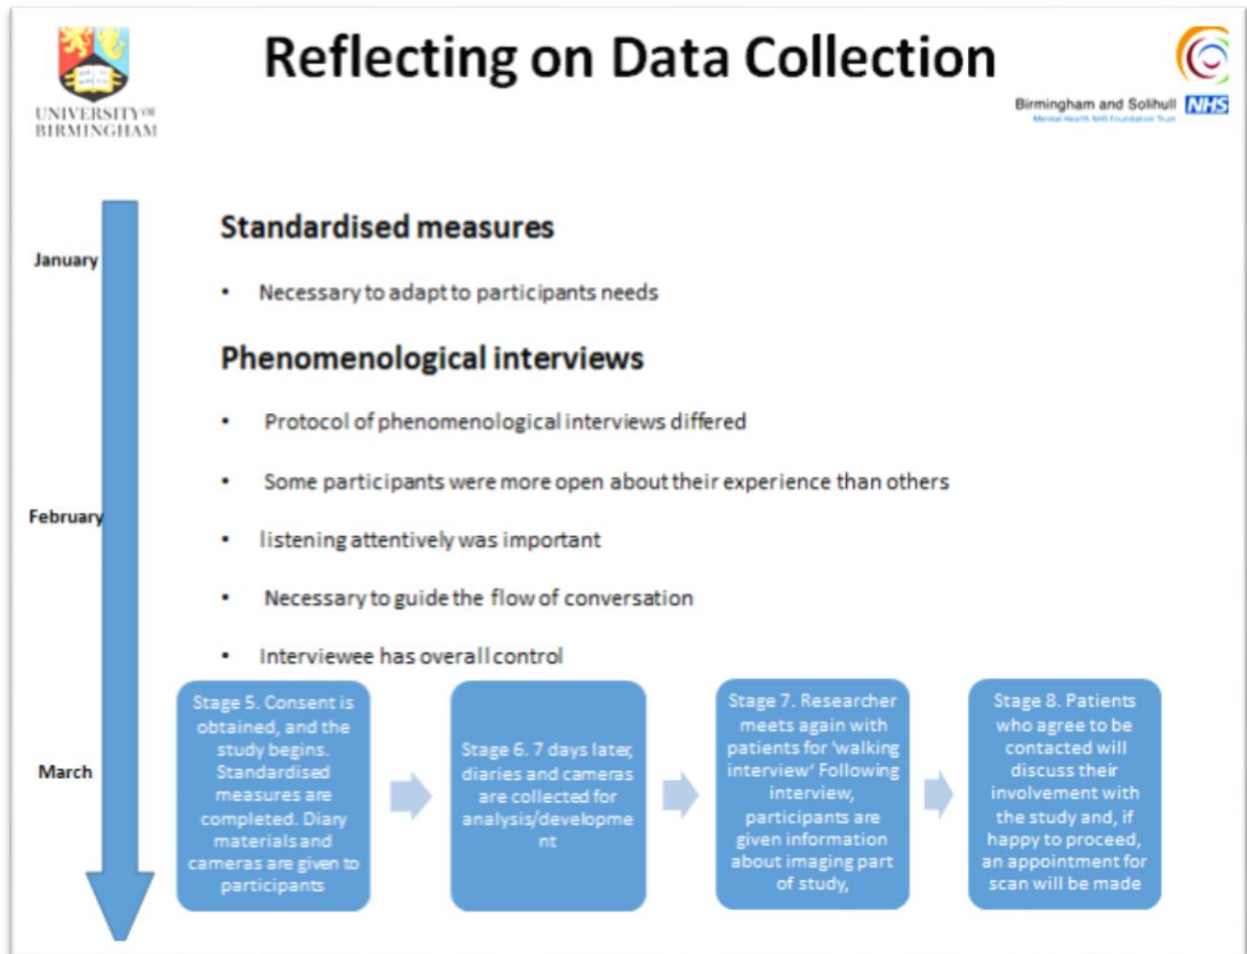 Reflecting on Data Collection
UNIVERSITY OF
BIRMINGHAM
Birmingham and Solihull NHS
Mental Health NHS Foundation Trust
January
Standardised measures
• Necessary to adapt to participants needs
Phenomenological interviews
• Protocol of phenomenological interviews differed
• Some participants were more open about their experience than others
February
• listening attentively was important
• Necessary to guide the flow of conversation
• Interviewee has overall control
March
Stage 5. Consent is
obtained, and the
study begins.
Standardised
measures are
completed. Diary
materials and
cameras are given to
participants
Stage 6. 7 days later,
diaries and cameras
are collected for
analysis/developme
nt
Stage 7. Researcher
meets again with
patients for 'walking
interview' Following
interview,
participants are
given information
about imaging part
of study,
Stage 8. Patients
who agree to be
contacted will
discuss their
involvement with
the study and, if
happy to proceed,
an appointment for
scan will be made